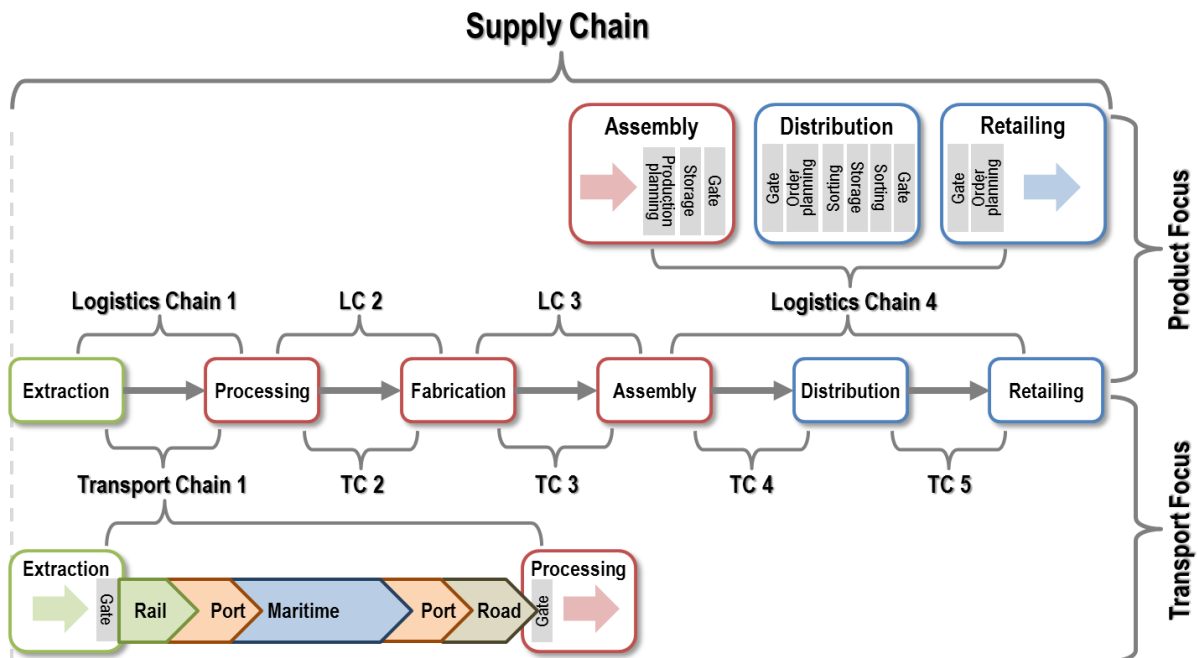 Supply Chain
Assembly
Production
planning
Storage
Gate
Distribution
Gate
Order
planning
Sorting
Storage
Sorting
Gate
Retailing
Gate
Order
planning
Product Focus
Logistics Chain 1
LC 2
LC 3
Logistics Chain 4
Extraction
Processing
Fabrication
Assembly
Distribution
Retailing
Transport Chain 1
TC 2
TC 3
TC 4
TC 5
Transport Focus
Extraction
Gate
Rail
Port
Maritime
Port
Road
Processing
Gate